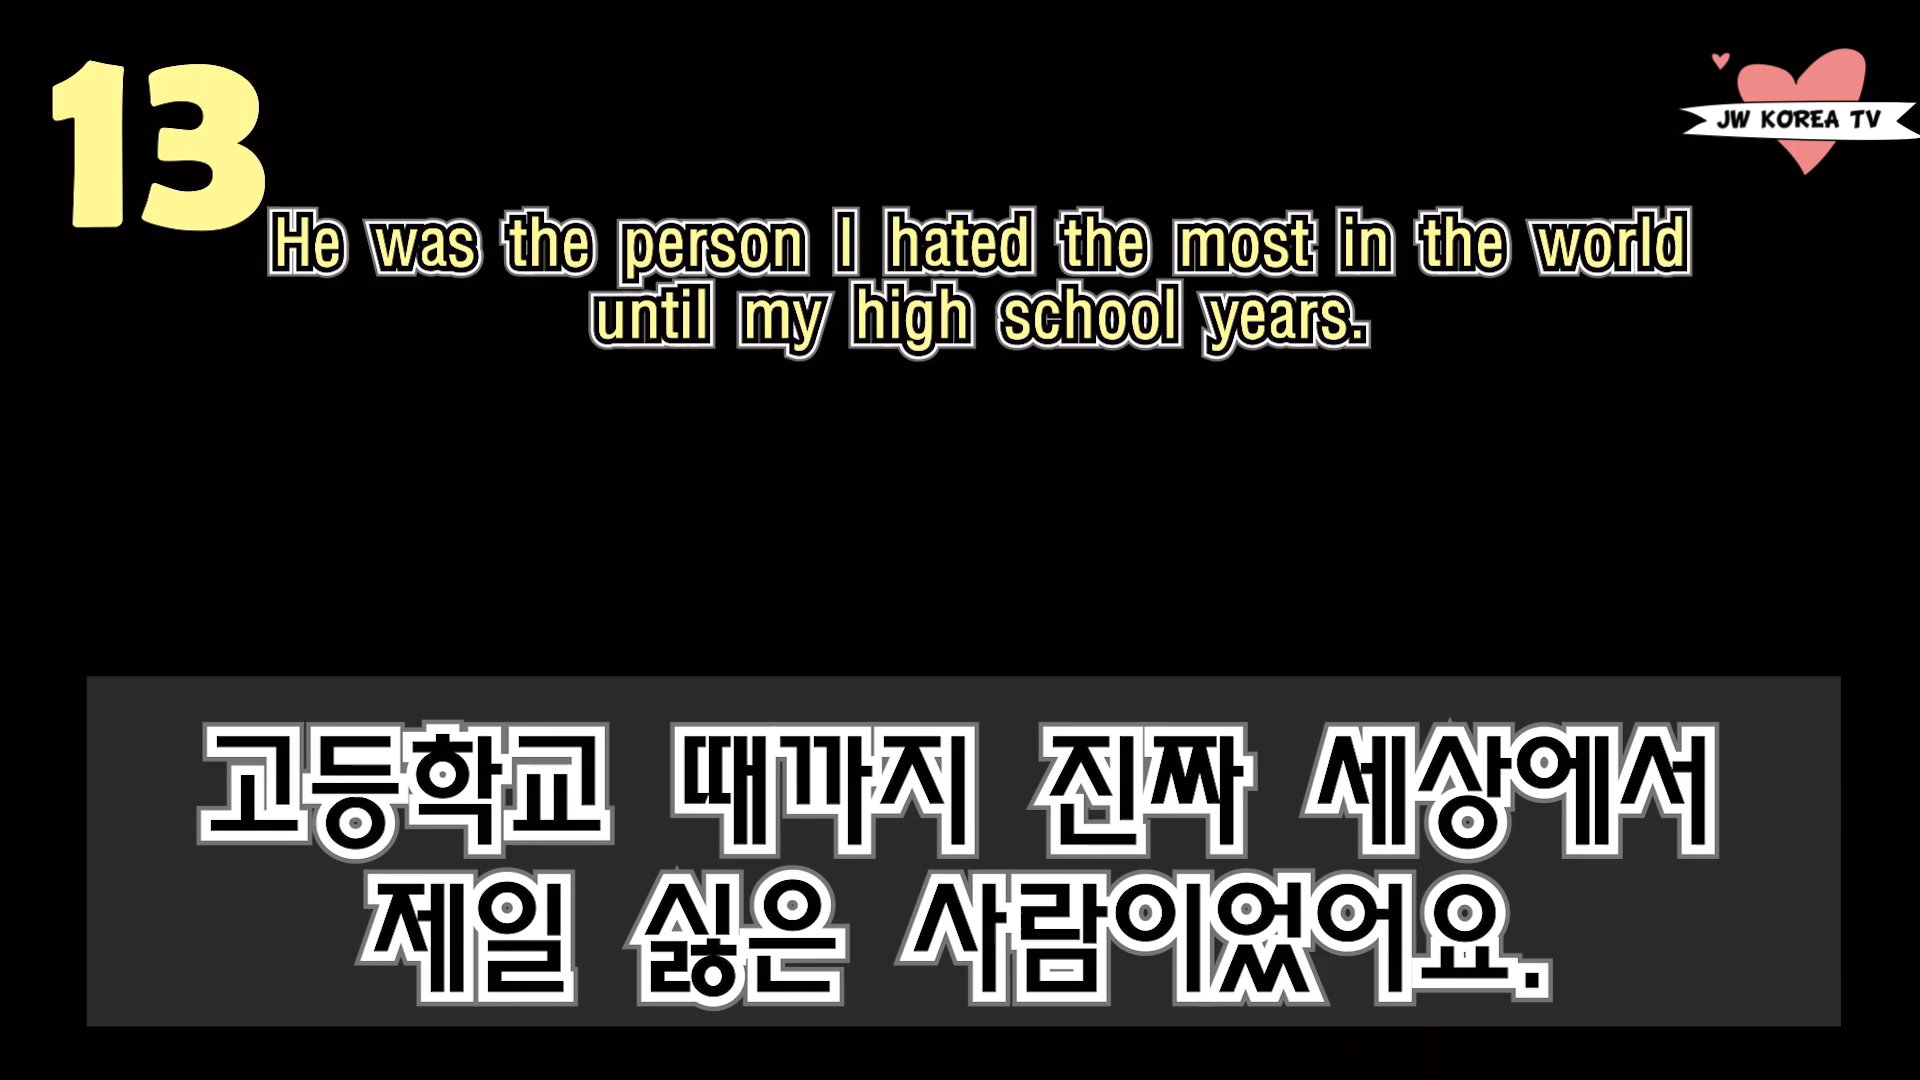 13
JW KOREA TV
He was the person I hated the most in the world
until my high school years.
고등학교 때까지 진짜 세상에서
제일 싫은 사람이었어요.